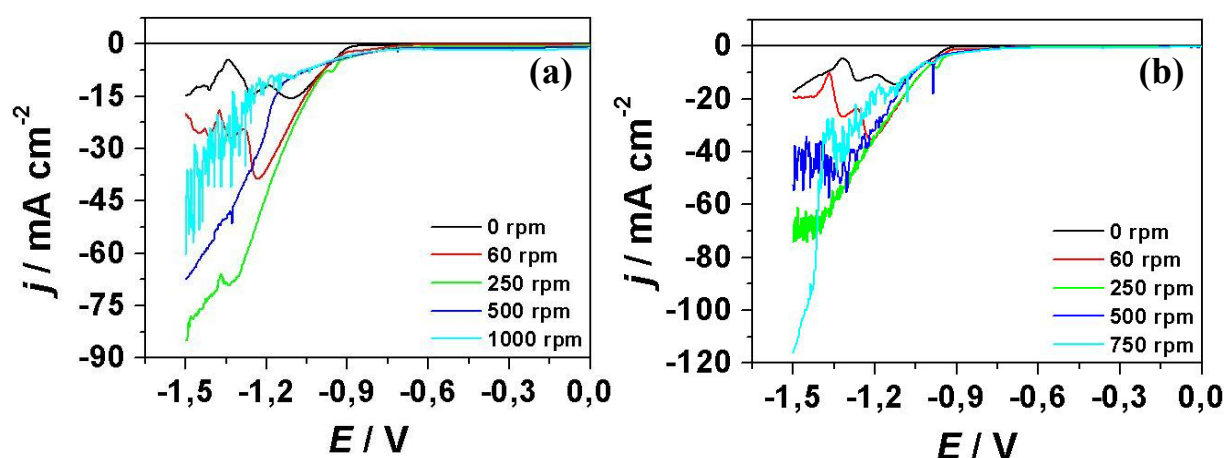 (a)
j / mA cm-2
0
-15
-30
-45
-60
-75
-90
0 rpm
60 rpm
250 rpm
500 rpm
1000 rpm
-1,5 -1,2 -0,9 -0,6 -0,3 0,0
E / V
(b)
j / mA cm-2
0
-20
-40
-60
-80
-100
-120
0 rpm
60 rpm
250 rpm
500 rpm
750 rpm
-1,5 -1,2 -0,9 -0,6 -0,3 0,0
E / V